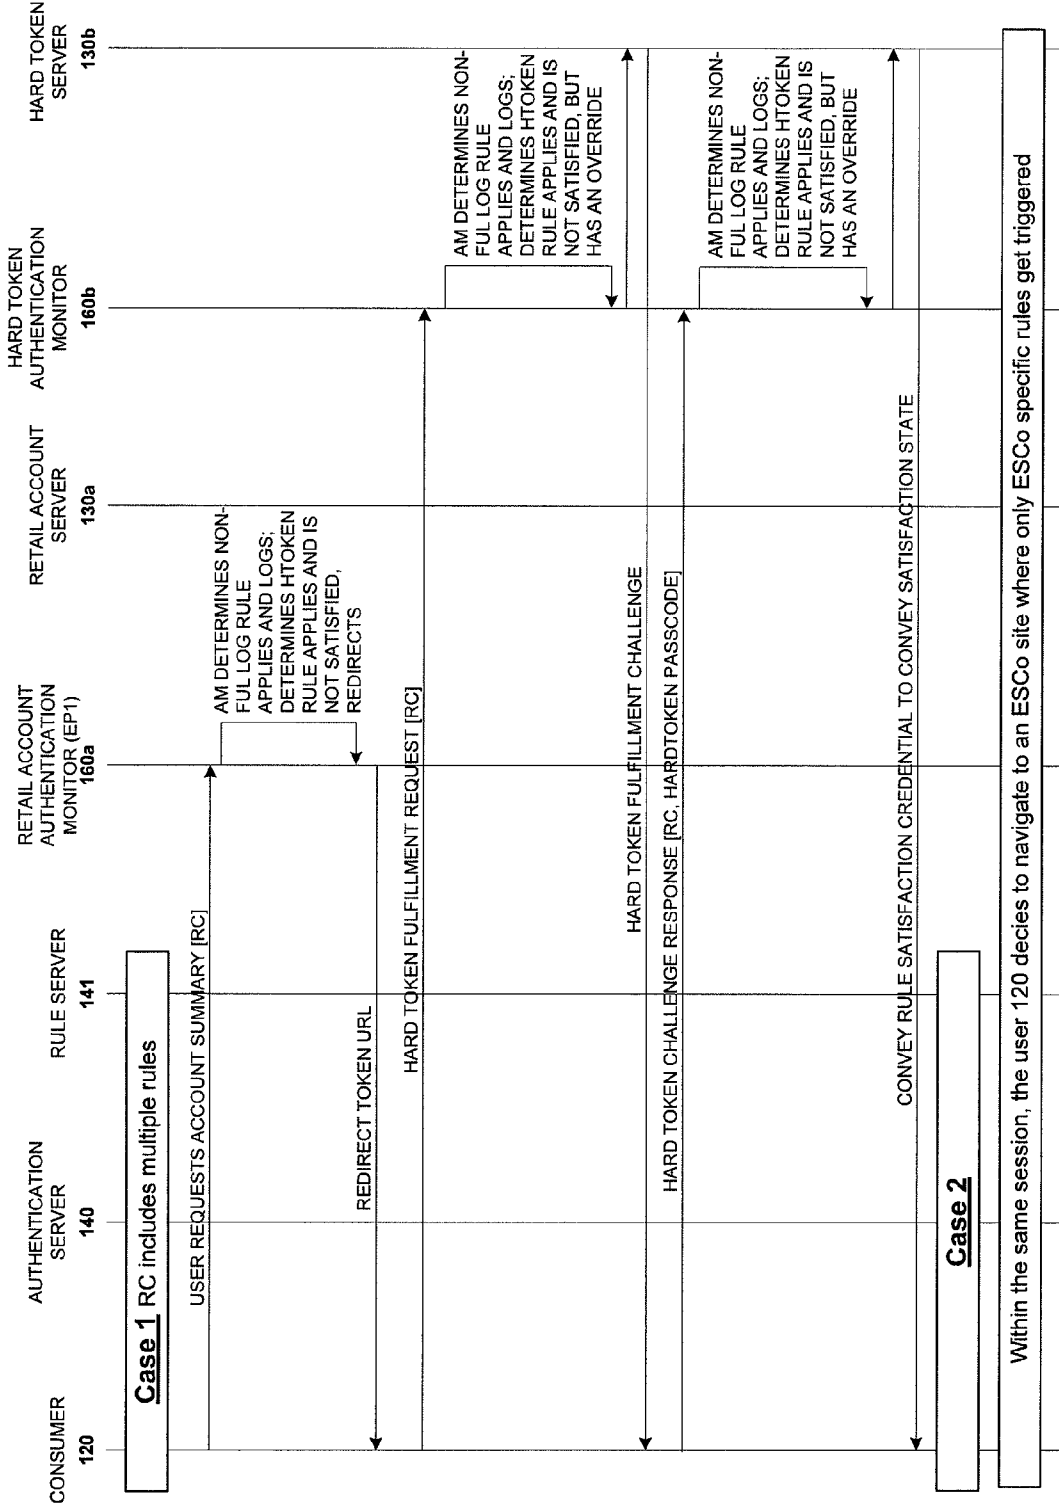 CONSUMER
120
AUTHENTICATION
SERVER
140
RULE SERVER
141
RETAIL ACCOUNT
AUTHENTICATION
MONITOR (EP1)
160a
RETAIL ACCOUNT
SERVER
130a
HARD TOKEN
AUTHENTICATION
MONITOR
160b
HARD TOKEN
SERVER
130b
Case 1 RC includes multiple rules
USER REQUESTS ACCOUNT SUMMARY [RC]
AM DETERMINES NON-
FUL LOG RULE
APPLIES AND LOGS;
DETERMINES HTOKEN
RULE APPLIES AND IS
NOT SATISFIED,
REDIRECTS
REDIRECT TOKEN URL
HARD TOKEN FULFILLMENT REQUEST [RC]
AM DETERMINES NON-
FUL LOG RULE
APPLIES AND LOGS;
DETERMINES HTOKEN
RULE APPLIES AND IS
NOT SATISFIED, BUT
HAS AN OVERRIDE
HARD TOKEN FULFILLMENT CHALLENGE
HARD TOKEN CHALLENGE RESPONSE [RC, HARDTOKEN PASSCODE]
AM DETERMINES NON-
FUL LOG RULE
APPLIES AND LOGS;
DETERMINES HTOKEN
RULE APPLIES AND IS
NOT SATISFIED, BUT
HAS AN OVERRIDE
CONVEY RULE SATISFACTION CREDENTIAL TO CONVEY SATISFACTION STATE
Case 2
Within the same session, the user 120 decies to navigate to an ESCo site where only ESCo specific rules get triggered